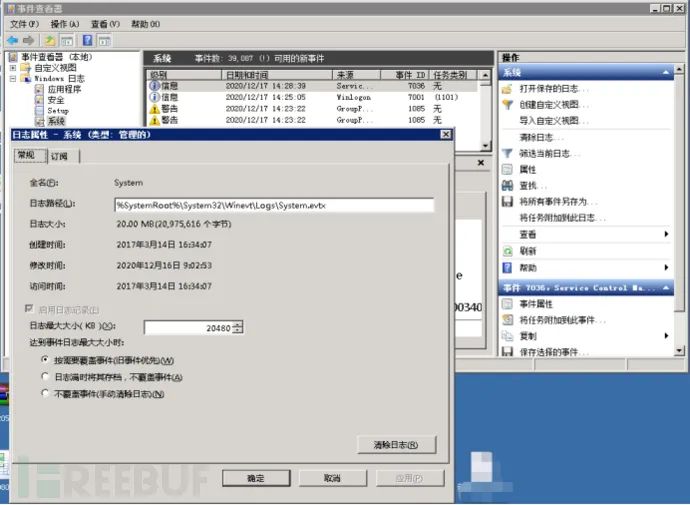 事件查看器
文件(F) 操作(A) 查看(V) 帮助(H)
事件查看器 (本地)
自定义视图
Windows 日志
应用程序
安全
Setup
系统
系统 事件数: 39,087 (!) 可用的新事件
级别 日期和时间 来源 事件 ID 任务类别
信息 2020/12/17 14:28:39 Servic... 7036 无
信息 2020/12/17 14:25:05 Winlogon 7001 (1101)
警告 2020/12/17 14:23:22 GroupP... 1085 无
警告 2020/12/17 14:23:22 GroupP... 1085 无
日志属性 - 系统 (类型: 管理的)
常规 订阅
全名(F): System
日志路径(L): %SystemRoot%\System32\Winevt\Logs\System.evtx
日志大小: 20.00 MB(20,975,616 个字节)
创建时间: 2017年3月14日 16:34:07
修改时间: 2020年12月16日 9:02:53
访问时间: 2017年3月14日 16:34:07
启用日志记录(E)
日志最大大小( KB )(X): 20480
达到事件日志最大大小时:
按需要覆盖事件(旧事件优先)(W)
日志满时将其存档，不覆盖事件(A)
不覆盖事件(手动清除日志)(N)
清除日志(R)
确定 取消 应用(P)
操作
系统
打开保存的日志...
创建自定义视图...
导入自定义视图...
清除日志...
筛选当前日志...
属性
查找...
将所有事件另存为...
将任务附加到此日志...
查看
刷新
帮助
事件 7036，Service Control Ma...
事件属性
将任务附加到此事件...
复制
保存选择的事件...
00340
REEBUF